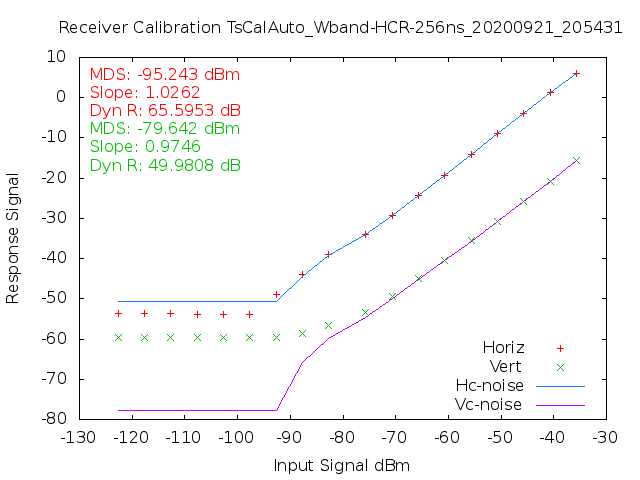 Receiver Calibration TsCalAuto_Wband-HCR-256ns_20200921_205431
MDS: -95.243 dBm
Slope: 1.0262
Dyn R: 65.5953 dB
MDS: -79.642 dBm
Slope: 0.9746
Dyn R: 49.9808 dB
10
0
-10
-20
-30
-40
-50
-60
-70
-80
Response Signal
Horiz
Vert
Hc-noise
Vc-noise
-130 -120 -110 -100 -90 -80 -70 -60 -50 -40 -30
Input Signal dBm